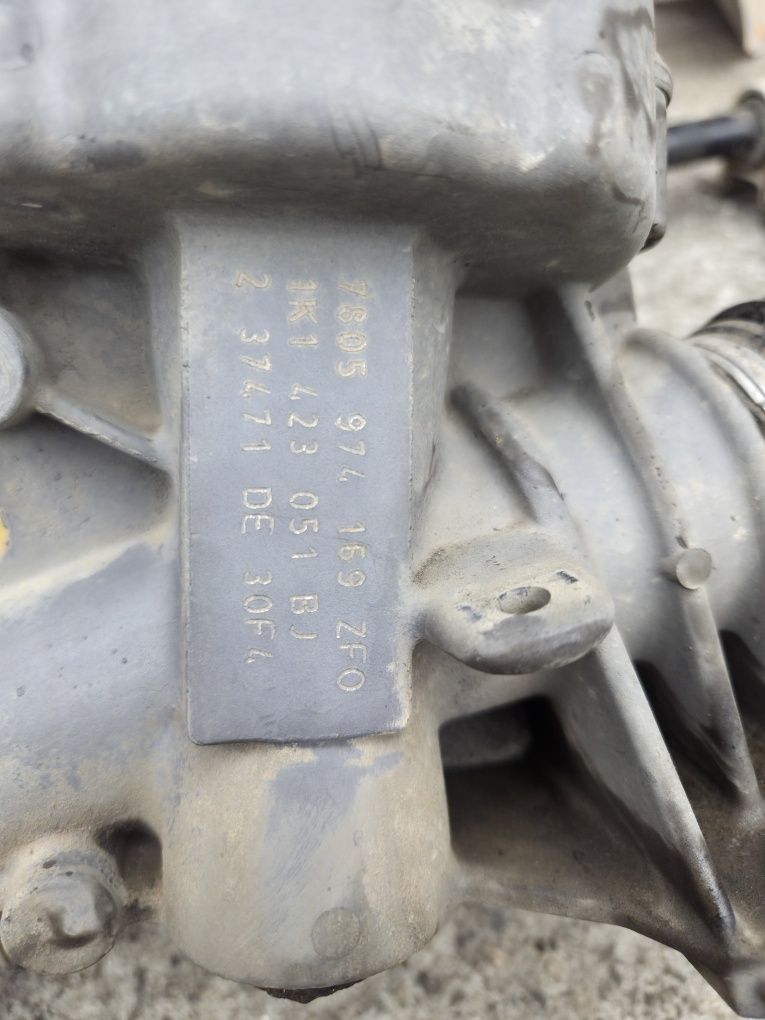 7805 974 169 ZFO
1K1 423 051 BJ
2 37471 DE 30F4